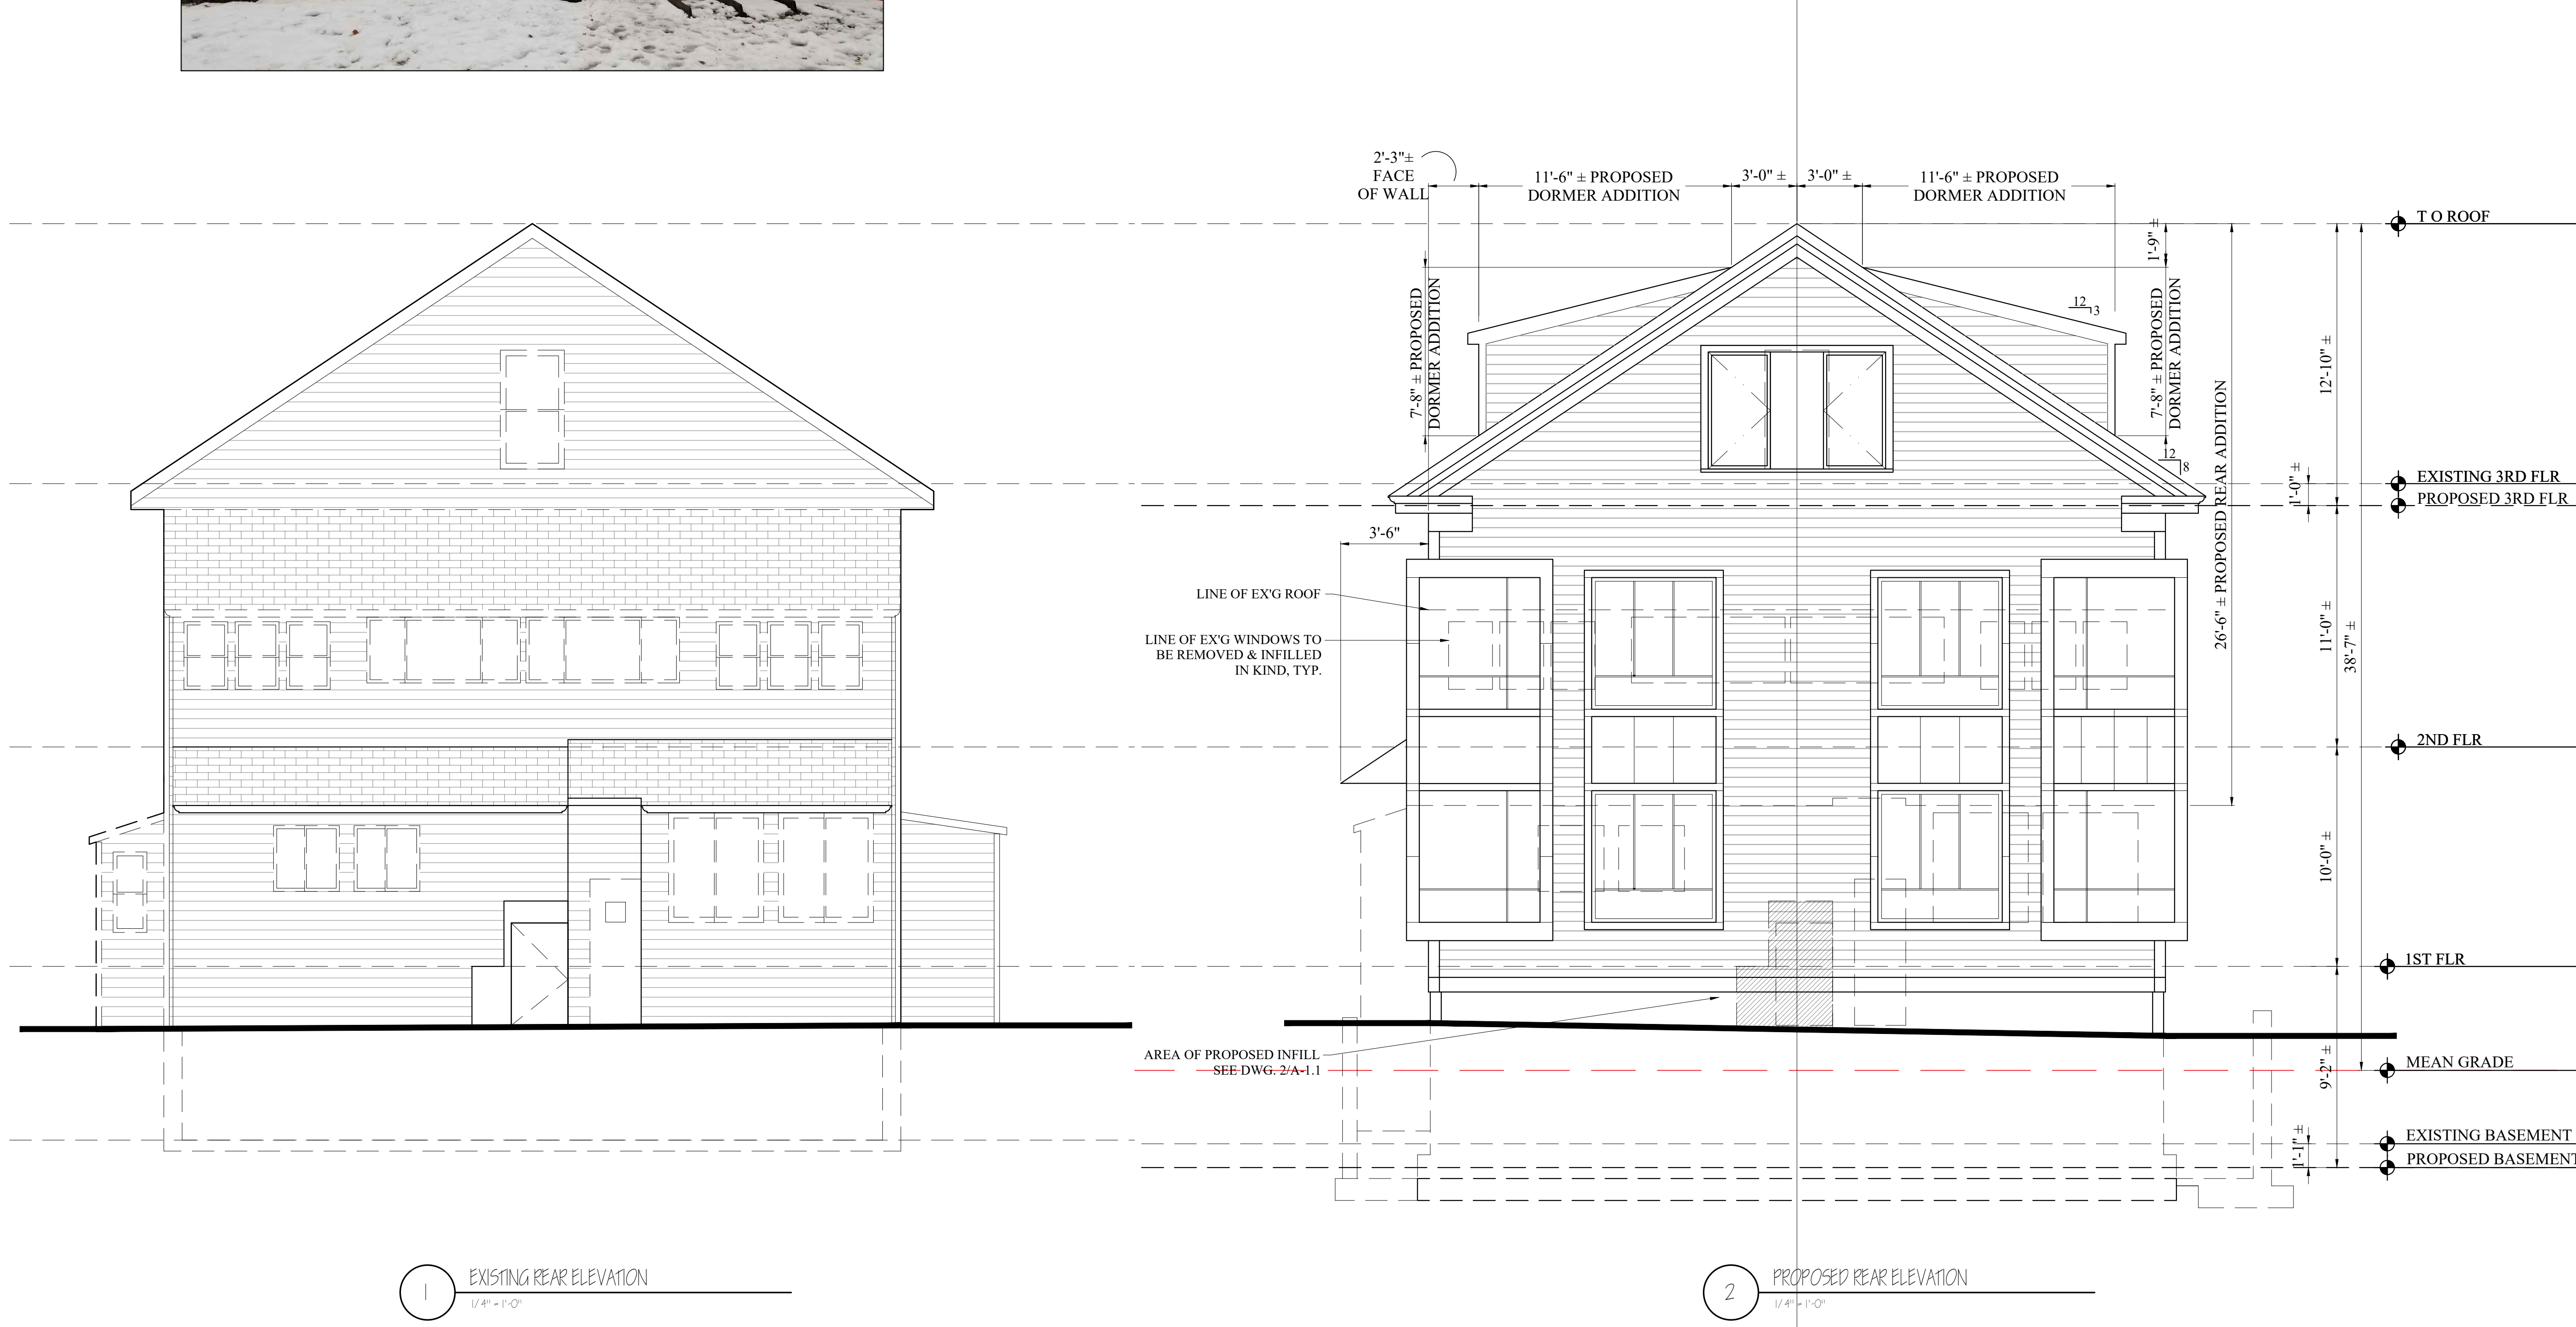 2'-3"±
FACE
OF WALL
11'-6" ± PROPOSED
DORMER ADDITION
3'-0" ±
3'-0" ±
11'-6" ± PROPOSED
DORMER ADDITION
T O ROOF
1'-9" ±
7'-8" ± PROPOSED
DORMER ADDITION
12
3
7'-8" ± PROPOSED
DORMER ADDITION
12'-10" ±
26'-6" ± PROPOSED REAR ADDITION
12
8
1'-0" ±
EXISTING 3RD FLR
PROPOSED 3RD FLR
3'-6"
LINE OF EX'G ROOF
LINE OF EX'G WINDOWS TO
BE REMOVED & INFILLED
IN KIND, TYP.
11'-0" ±
38'-7" ±
2ND FLR
10'-0" ±
1ST FLR
AREA OF PROPOSED INFILL
SEE DWG. 2/A-1.1
9'-2" ±
MEAN GRADE
1'-1" ±
EXISTING BASEMENT
PROPOSED BASEMENT
1
EXISTING REAR ELEVATION
1/4" = 1'-0"
2
PROPOSED REAR ELEVATION
1/4" = 1'-0"